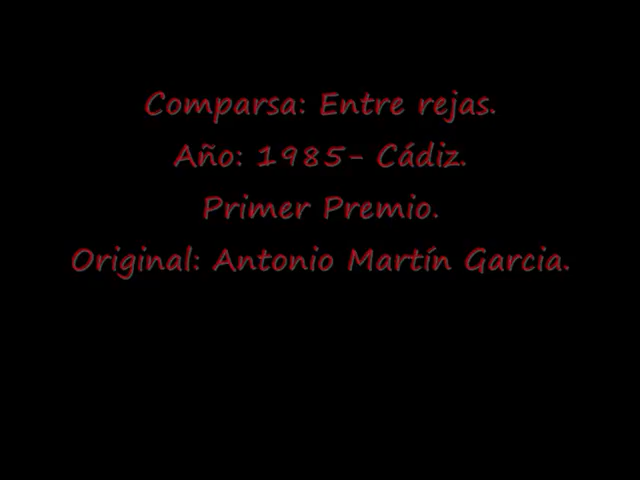 Comparsa: Entre rejas.
Año: 1985- Cádiz.
Primer Premio.
Original: Antonio Martín Garcia.